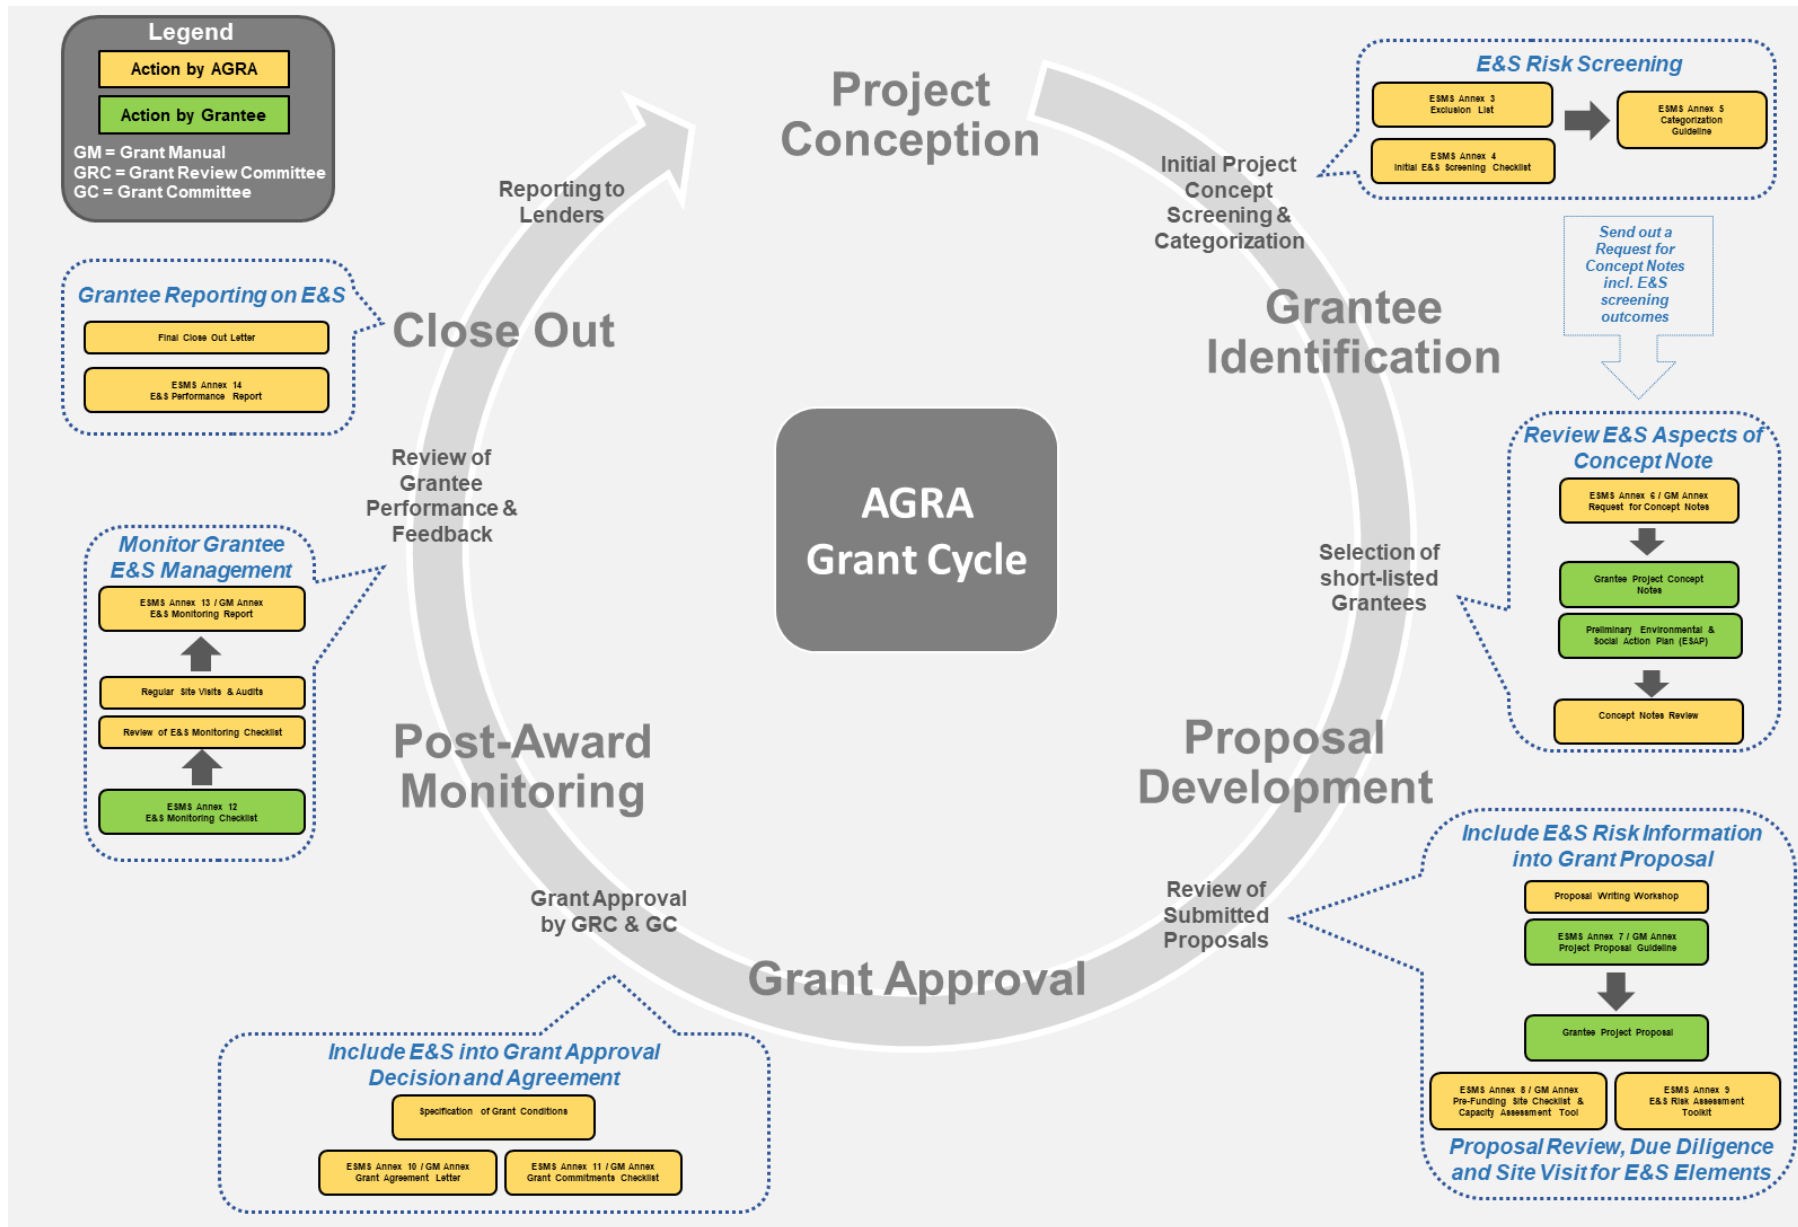 Legend
Action by AGRA
Action by Grantee
GM = Grant Manual
GRC = Grant Review Committee
GC = Grant Committee
Project
Conception
E&S Risk Screening
ESMS Annex 3
Exclusion List
ESMS Annex 4
Initial E&S Screening Checklist
ESMS Annex 5
Categorization
Guideline
Initial Project
Concept
Screening &
Categorization
Send out a
Request for
Concept Notes
incl. E&S
screening
outcomes
Grantee
Identification
Review E&S Aspects of
Concept Note
ESMS Annex 6 / GM Annex
Request for Concept Notes
Grantee Project Concept
Notes
Preliminary Environmental &
Social Action Plan (ESAP)
Concept Notes Review
Selection of
short-listed
Grantees
Proposal
Development
Include E&S Risk Information
into Grant Proposal
Proposal Writing Workshop
ESMS Annex 7 / GM Annex
Project Proposal Guideline
Grantee Project Proposal
ESMS Annex 8 / GM Annex
Pre-Funding Site Checklist &
Capacity Assessment Tool
ESMS Annex 9
E&S Risk Assessment
Toolkit
Proposal Review, Due Diligence
and Site Visit for E&S Elements
Review of
Submitted
Proposals
Grant Approval
Grant Approval
by GRC & GC
Include E&S into Grant Approval
Decision and Agreement
Specification of Grant Conditions
ESMS Annex 10 / GM Annex
Grant Agreement Letter
ESMS Annex 11 / GM Annex
Grant Commitments Checklist
Post-Award
Monitoring
Monitor Grantee
E&S Management
ESMS Annex 13 / GM Annex
E&S Monitoring Report
Regular Site Visits & Audits
Review of E&S Monitoring Checklist
ESMS Annex 12
E&S Monitoring Checklist
Review of
Grantee
Performance &
Feedback
Close Out
Grantee Reporting on E&S
Final Close Out Letter
ESMS Annex 14
E&S Performance Report
Reporting to
Lenders
AGRA
Grant Cycle